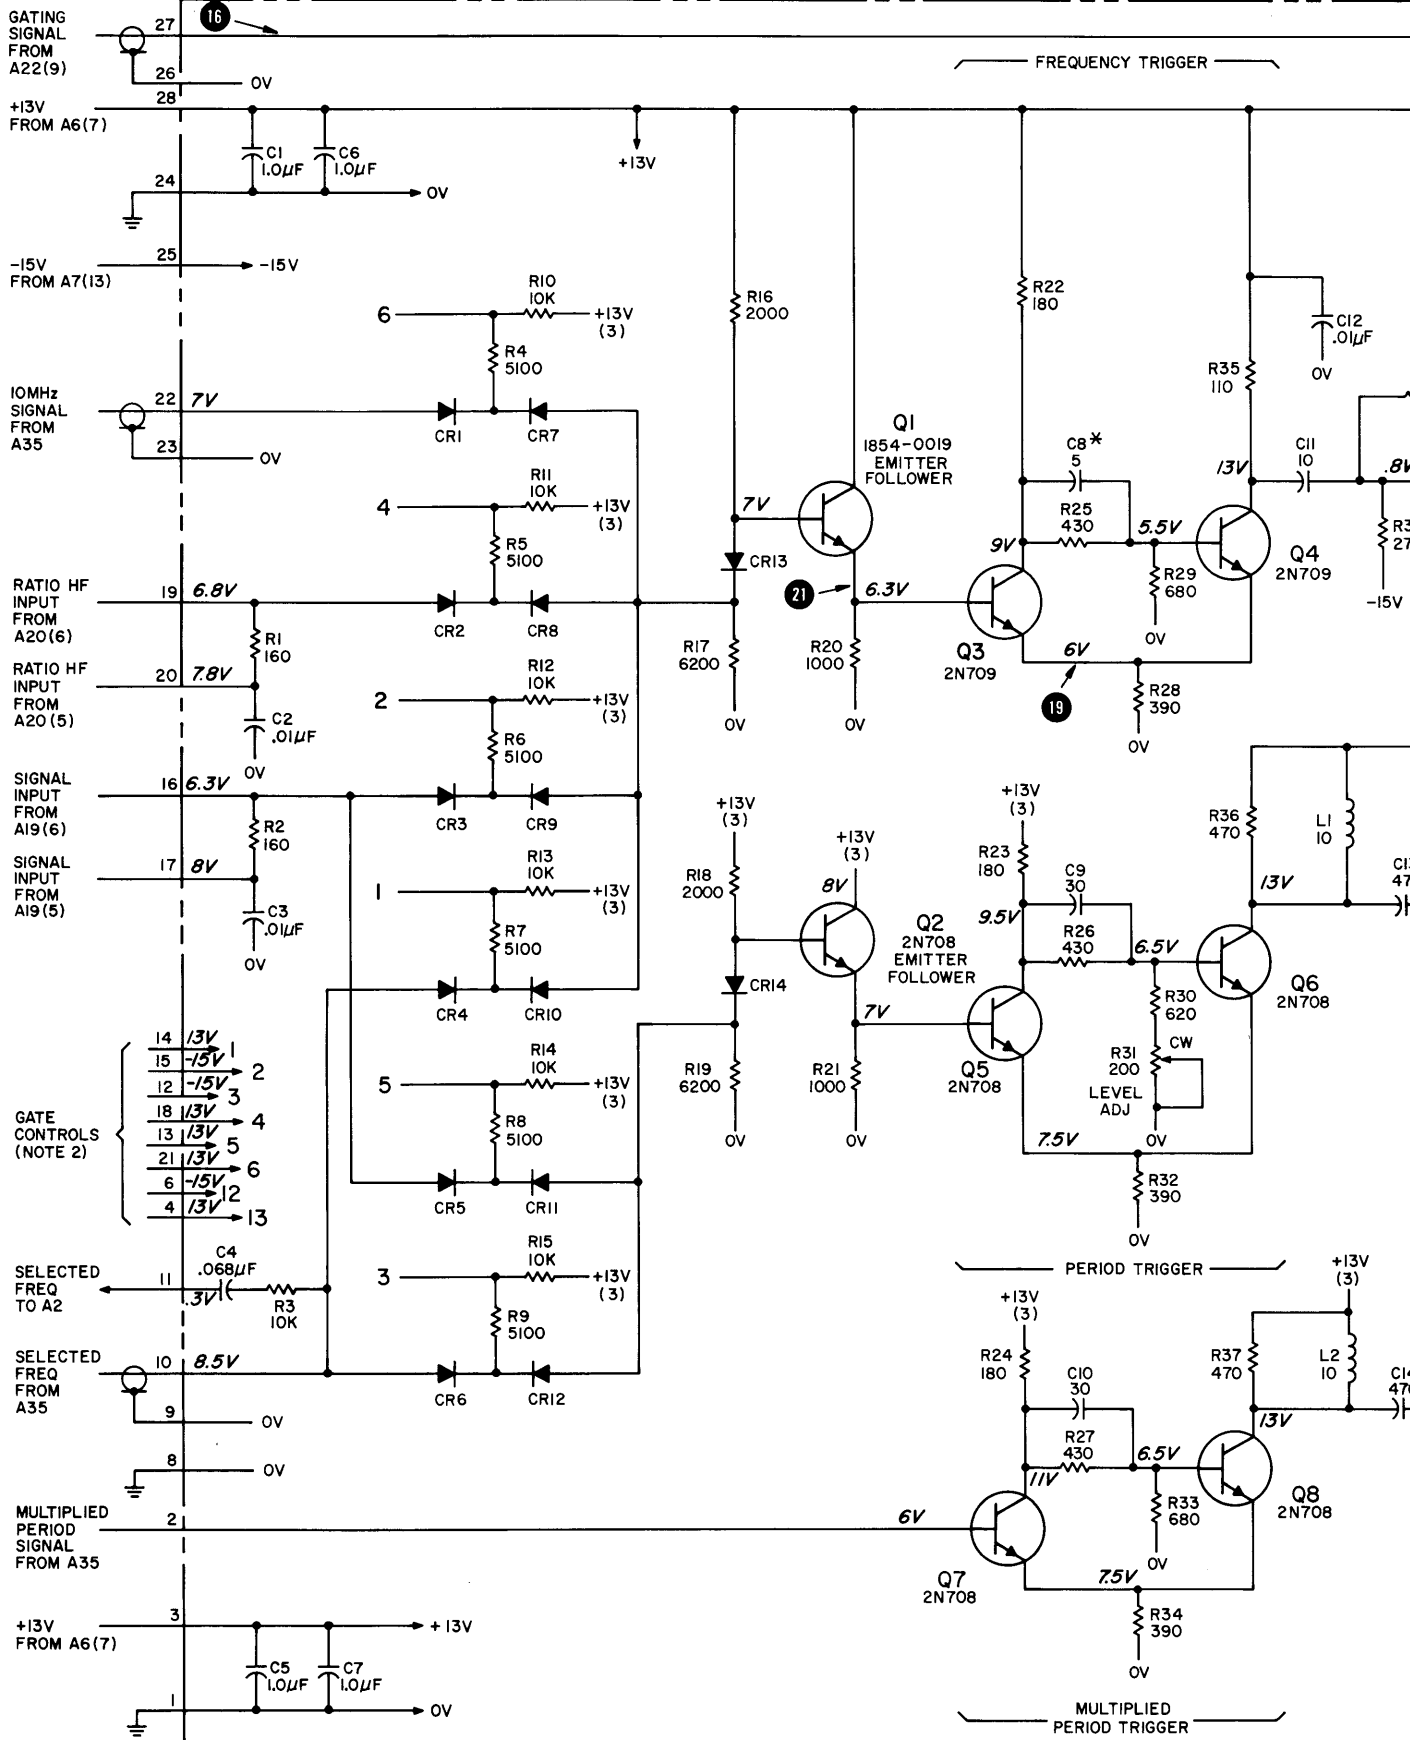 GATING
SIGNAL
FROM
A22(9)
27
16
26
0V
FREQUENCY TRIGGER
28
+13V
FROM A6(7)
C1
1.0µF
C6
1.0µF
+13V
24
0V
25
-15V
FROM A7(13)
-15V
R10
10K
6
+13V
(3)
R4
5100
R16
2000
R22
180
C12
.01µF
0V
R35
110
10MHz
SIGNAL
FROM
A35
22
7V
23
0V
CR1
CR7
R11
10K
4
+13V
(3)
R5
5100
Q1
1854-0019
EMITTER
FOLLOWER
7V
CR13
C8*
5
R25
430
9V
5.5V
13V
C11
10
.8V
R3
27
-15V
Q4
2N709
R29
680
0V
RATIO HF
INPUT
FROM
A20(6)
19
6.8V
CR2
CR8
21
6.3V
R1
160
RATIO HF
INPUT
FROM
A20(5)
20
7.8V
R12
10K
2
+13V
(3)
R17
6200
0V
R20
1000
0V
Q3
2N709
6V
19
R28
390
0V
C2
.01µF
0V
R6
5100
SIGNAL
INPUT
FROM
A19(6)
16
6.3V
CR3
CR9
R2
160
SIGNAL
INPUT
FROM
A19(5)
17
8V
R13
10K
1
+13V
(3)
C3
.01µF
0V
R7
5100
CR4
CR10
+13V
(3)
R18
2000
+13V
(3)
8V
Q2
2N708
EMITTER
FOLLOWER
CR14
7V
R19
6200
0V
R21
1000
0V
+13V
(3)
R23
180
C9
30
9.5V
R26
430
6.5V
R36
470
L1
10
13V
C13
47
Q6
2N708
Q5
2N708
R30
620
R31
200
CW
LEVEL
ADJ
0V
7.5V
R32
390
0V
PERIOD TRIGGER
GATE
CONTROLS
(NOTE 2)
14 13V 1
15 -15V 2
12 -15V 3
18 13V 4
13 13V 5
21 13V 6
6 -15V 12
4 13V 13
R14
10K
5
+13V
(3)
R8
5100
CR5
CR11
R15
10K
3
+13V
(3)
R9
5100
CR6
CR12
SELECTED
FREQ
TO A2
11
.3V
C4
.068µF
R3
10K
SELECTED
FREQ
FROM
A35
10
8.5V
9
0V
8
0V
+13V
(3)
R24
180
C10
30
R27
430
11V
6.5V
+13V
(3)
R37
470
L2
10
13V
C14
470
Q8
2N708
R33
680
0V
MULTIPLIED
PERIOD
SIGNAL
FROM A35
2
6V
Q7
2N708
7.5V
R34
390
0V
3
+13V
FROM A6(7)
+13V
C5
1.0µF
C7
1.0µF
1
0V
MULTIPLIED
PERIOD TRIGGER